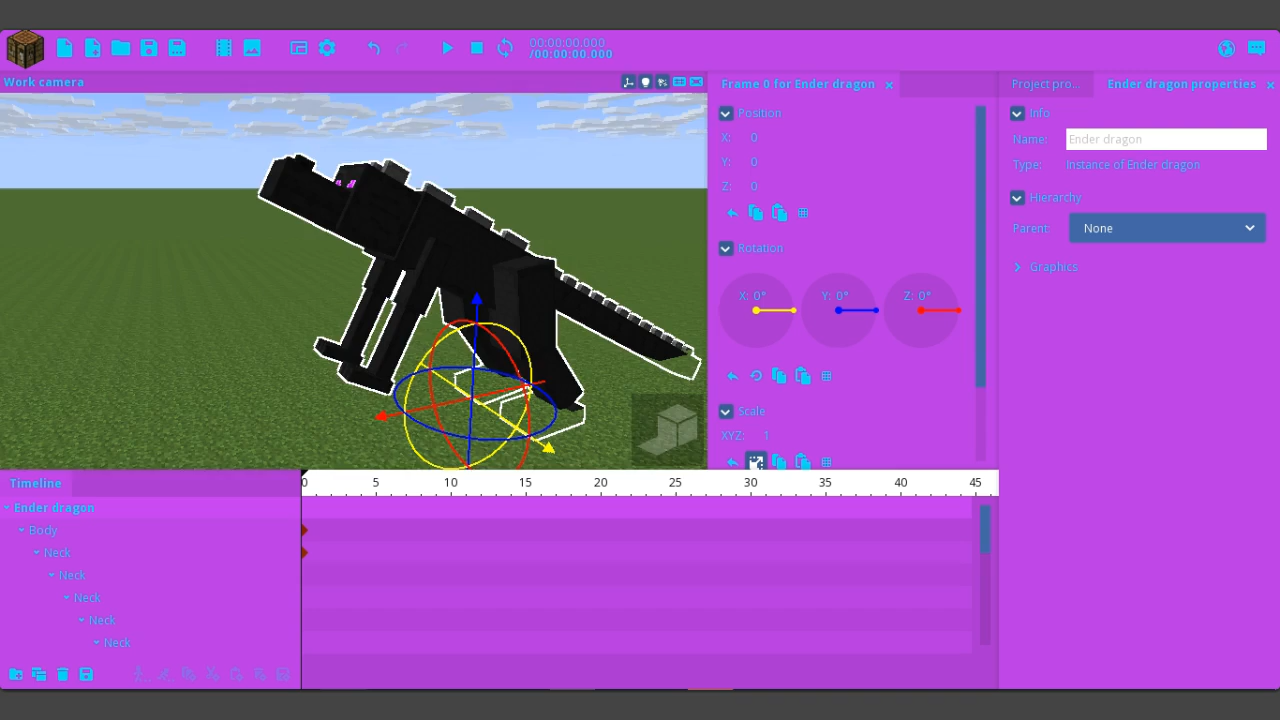 00:00:00.000
/00:00:00.000
Work camera
Frame 0 for Ender dragon
Project pro...
Ender dragon properties
Position
X: 0
Y: 0
Z: 0
Rotation
X: 0°
Y: 0°
Z: 0°
Scale
XYZ: 1
Info
Name: Ender dragon
Type: Instance of Ender dragon
Hierarchy
Parent: None
Graphics
Timeline
0 5 10 15 20 25 30 35 40 45
Ender dragon
Body
Neck
Neck
Neck
Neck
Neck